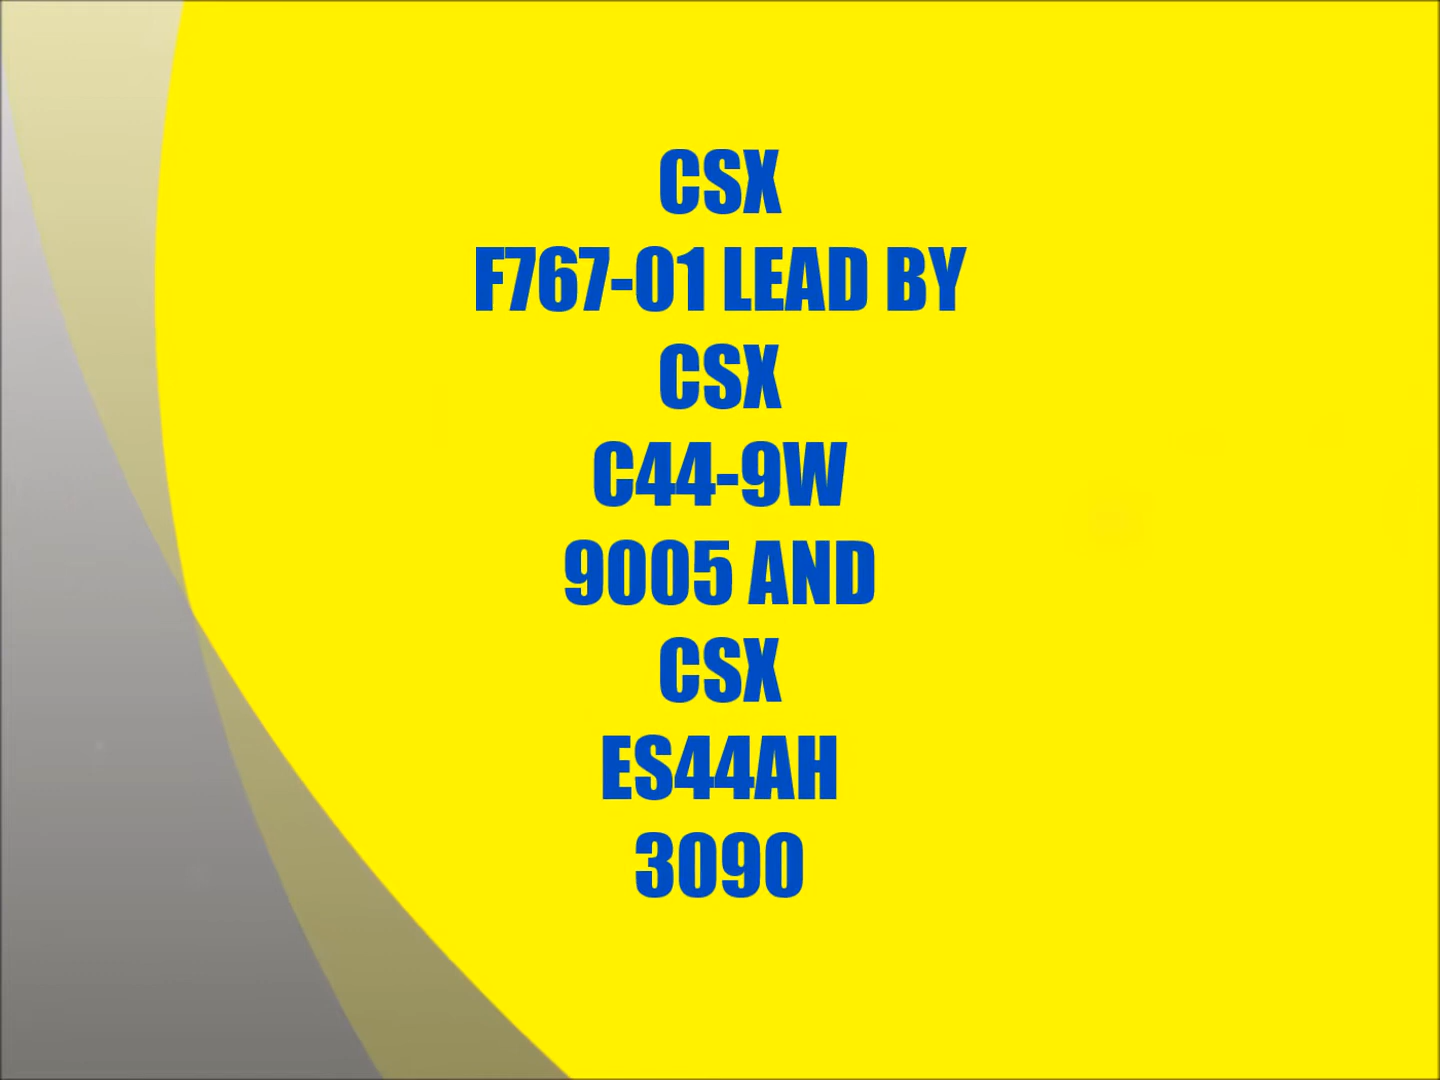 CSX
F767-01 LEAD BY
CSX
C44-9W
9005 AND
CSX
ES44AH
3090